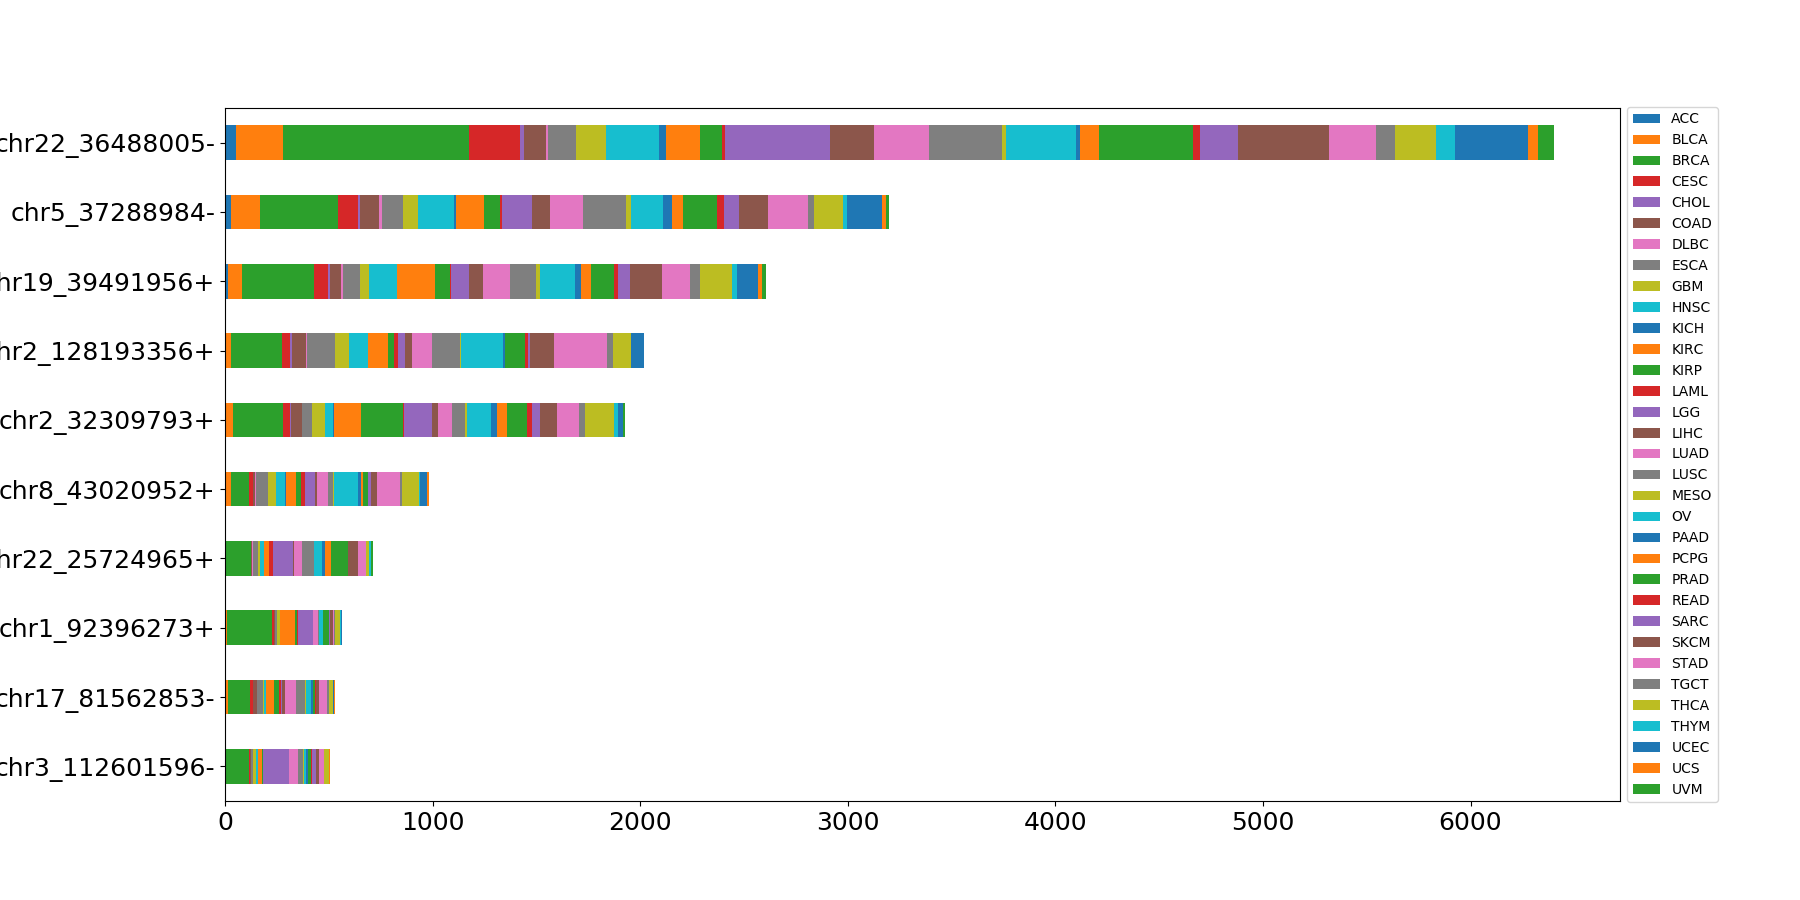 chr22_36488005-
chr5_37288984-
hr19_39491956+
hr2_128193356+
chr2_32309793+
chr8_43020952+
hr22_25724965+
chr1_92396273+
chr17_81562853-
chr3_112601596-
0 1000 2000 3000 4000 5000 6000
ACC
BLCA
BRCA
CESC
CHOL
COAD
DLBC
ESCA
GBM
HNSC
KICH
KIRC
KIRP
LAML
LGG
LIHC
LUAD
LUSC
MESO
OV
PAAD
PCPG
PRAD
READ
SARC
SKCM
STAD
TGCT
THCA
THYM
UCEC
UCS
UVM